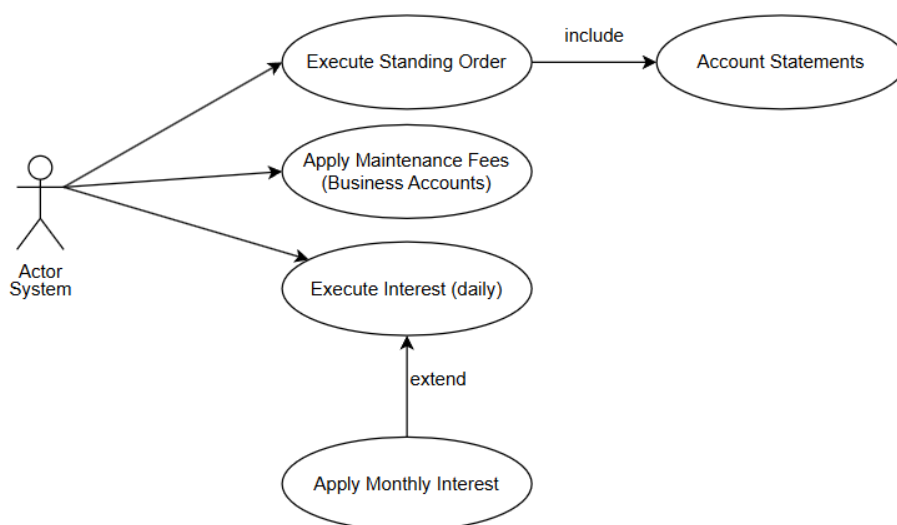 Execute Standing Order
include
Account Statements
Apply Maintenance Fees
(Business Accounts)
Actor
System
Execute Interest (daily)
extend
Apply Monthly Interest